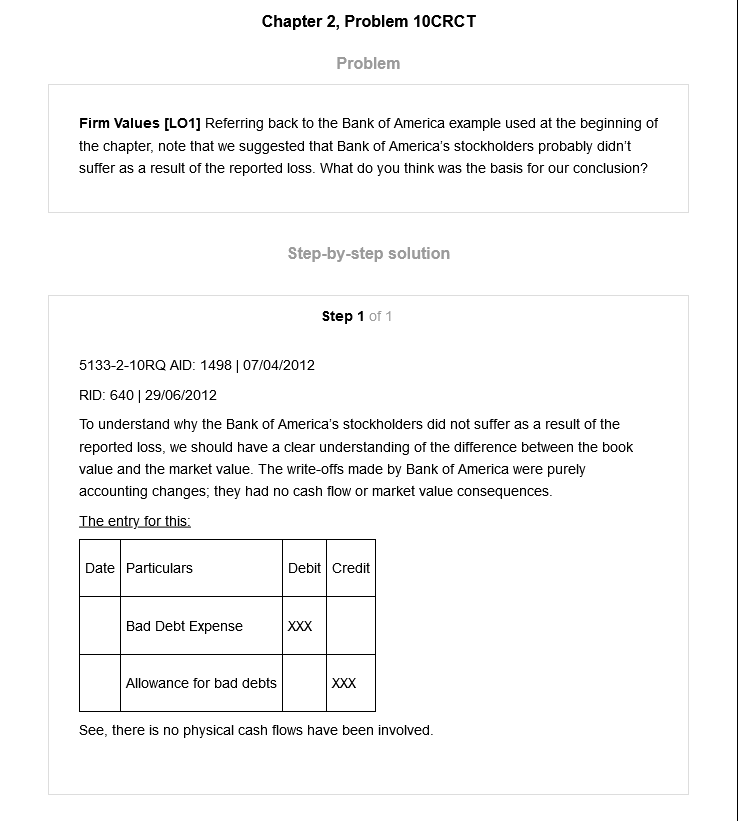 Chapter 2, Problem 10CRCT
Problem
Firm Values [LO1] Referring back to the Bank of America example used at the beginning of
the chapter, note that we suggested that Bank of America's stockholders probably didn't
suffer as a result of the reported loss. What do you think was the basis for our conclusion?
Step-by-step solution
Step 1 of 1
5133-2-10RQ AID: 1498 | 07/04/2012
RID: 640 | 29/06/2012
To understand why the Bank of America's stockholders did not suffer as a result of the
reported loss, we should have a clear understanding of the difference between the book
value and the market value. The write-offs made by Bank of America were purely
accounting changes; they had no cash flow or market value consequences.
The entry for this:
Date Particulars Debit Credit
Bad Debt Expense XXX
Allowance for bad debts XXX
See, there is no physical cash flows have been involved.